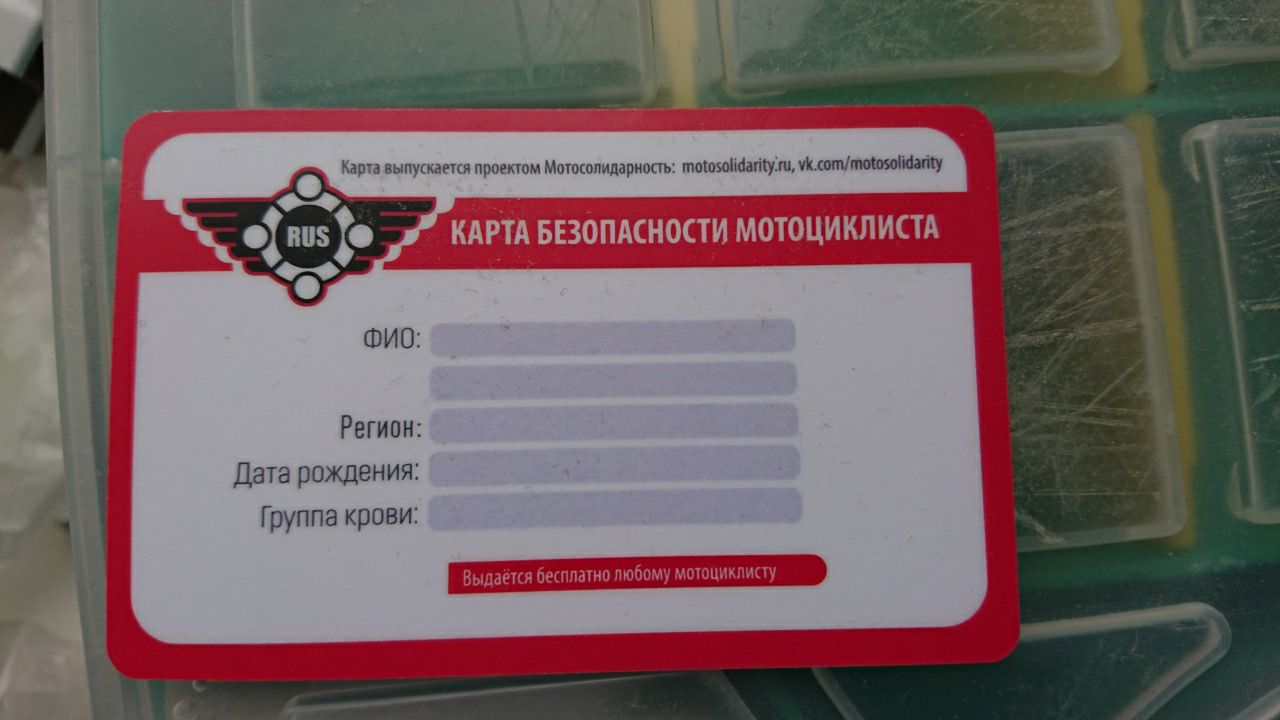 Карта выпускается проектом Мотосолидарность: motosolidarity.ru, vk.com/motosolidarity
RUS
КАРТА БЕЗОПАСНОСТИ МОТОЦИКЛИСТА
ФИО:
Регион:
Дата рождения:
Группа крови:
Выдаётся бесплатно любому мотоциклисту